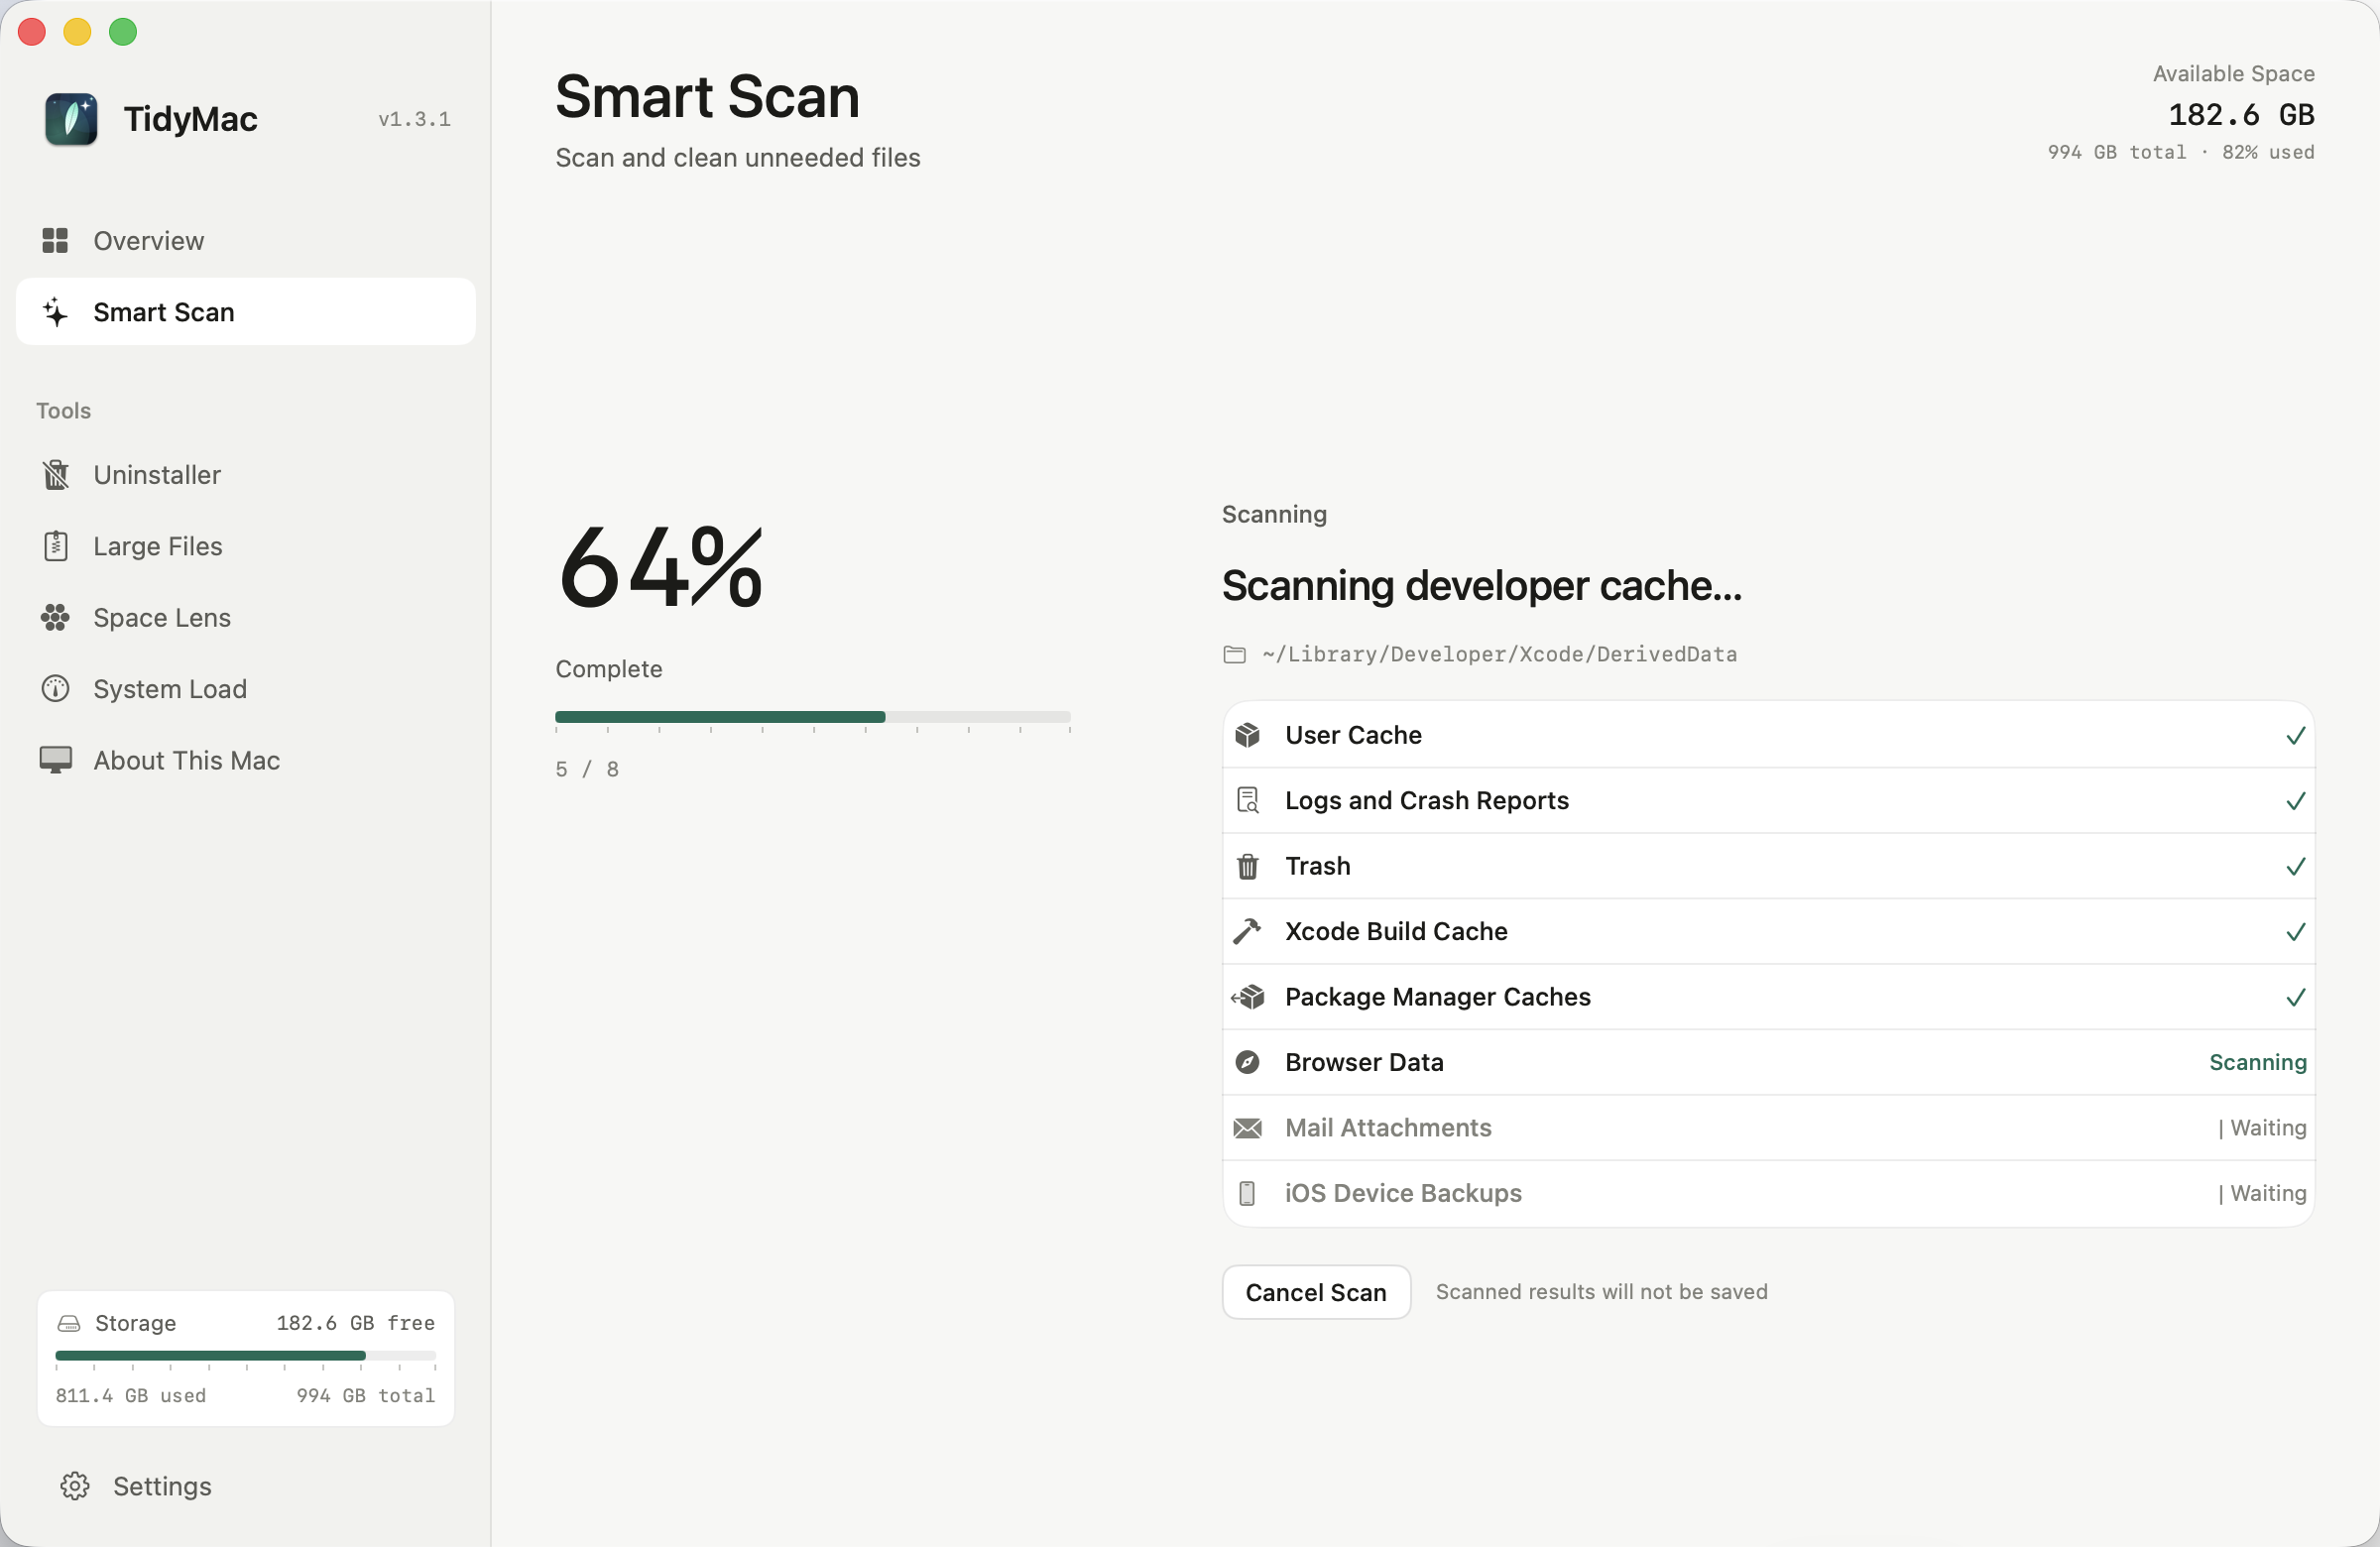 TidyMac
v1.3.1
Overview
Smart Scan
Tools
Uninstaller
Large Files
Space Lens
System Load
About This Mac
Storage
182.6 GB free
811.4 GB used
994 GB total
Settings
Smart Scan
Scan and clean unneeded files
Available Space
182.6 GB
994 GB total · 82% used
64%
Complete
5 / 8
Scanning
Scanning developer cache...
~/Library/Developer/Xcode/DerivedData
User Cache
Logs and Crash Reports
Trash
Xcode Build Cache
Package Manager Caches
Browser Data Scanning
Mail Attachments | Waiting
iOS Device Backups | Waiting
Cancel Scan
Scanned results will not be saved